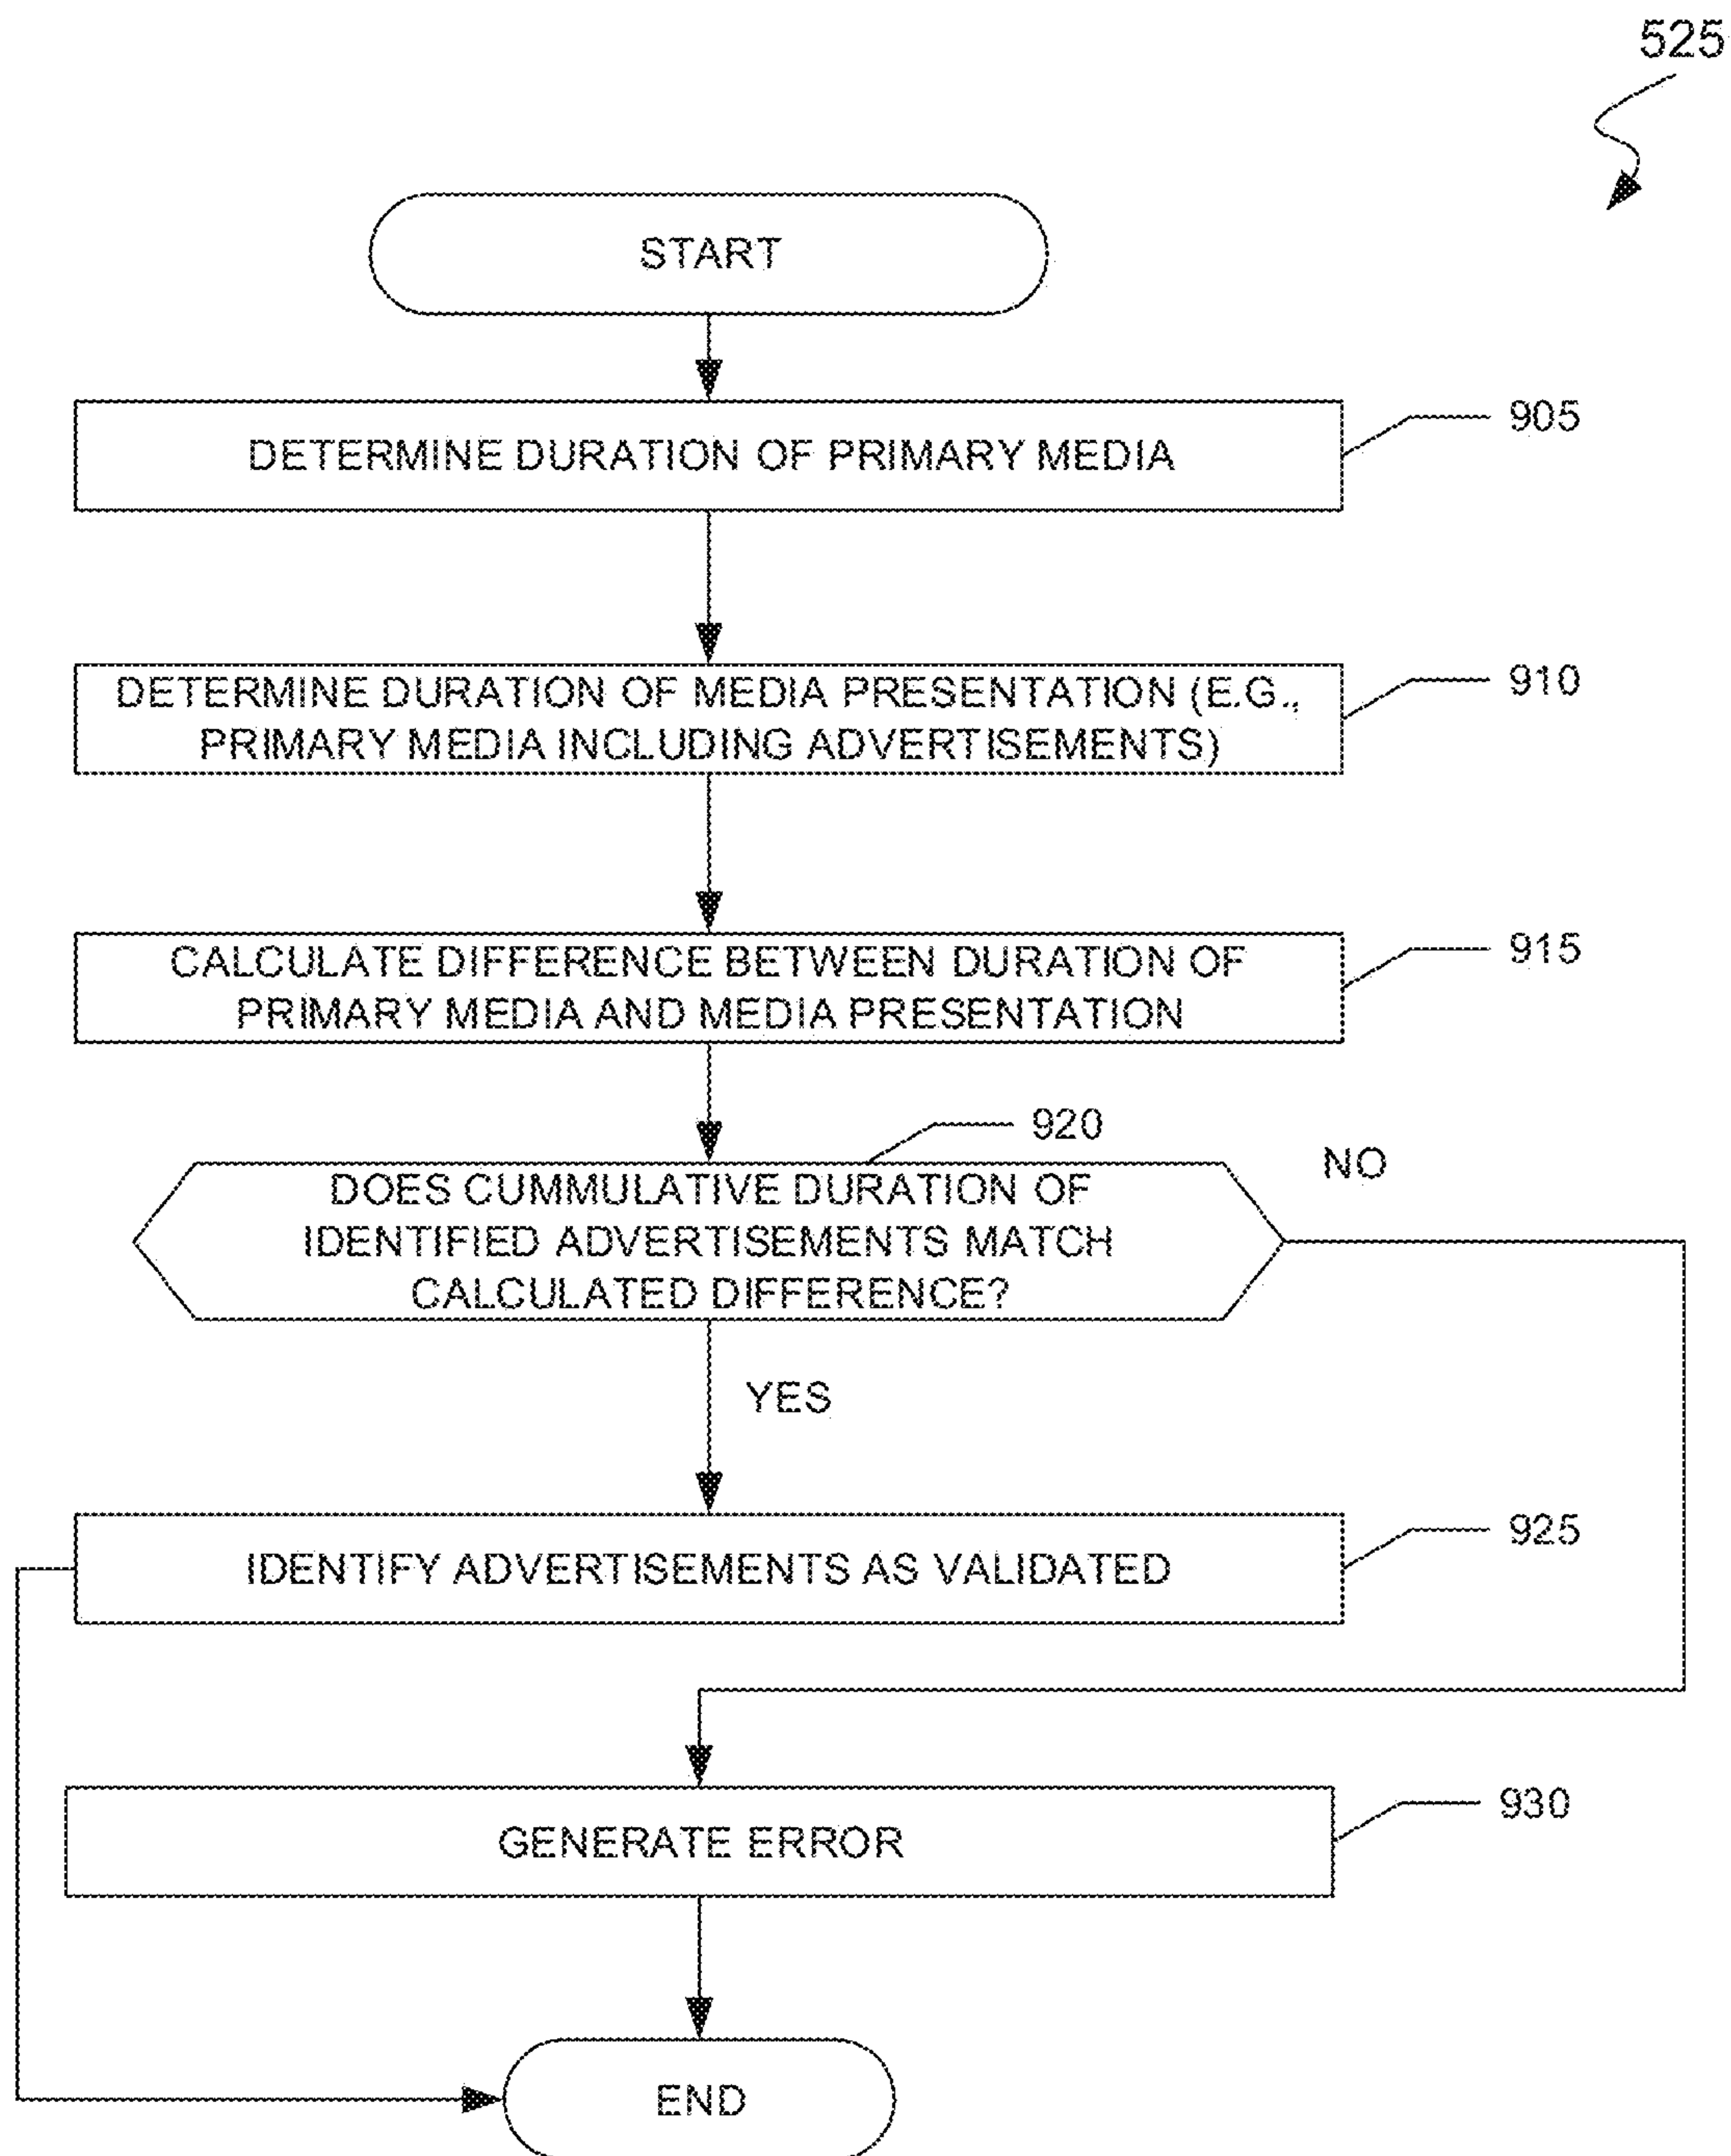 525
START
DETERMINE DURATION OF PRIMARY MEDIA
905
DETERMINE DURATION OF MEDIA PRESENTATION (E.G.,
PRIMARY MEDIA INCLUDING ADVERTISEMENTS)
910
CALCULATE DIFFERENCE BETWEEN DURATION OF
PRIMARY MEDIA AND MEDIA PRESENTATION
915
920
DOES CUMMULATIVE DURATION OF
IDENTIFIED ADVERTISEMENTS MATCH
CALCULATED DIFFERENCE?
NO
YES
IDENTIFY ADVERTISEMENTS AS VALIDATED
925
GENERATE ERROR
930
END